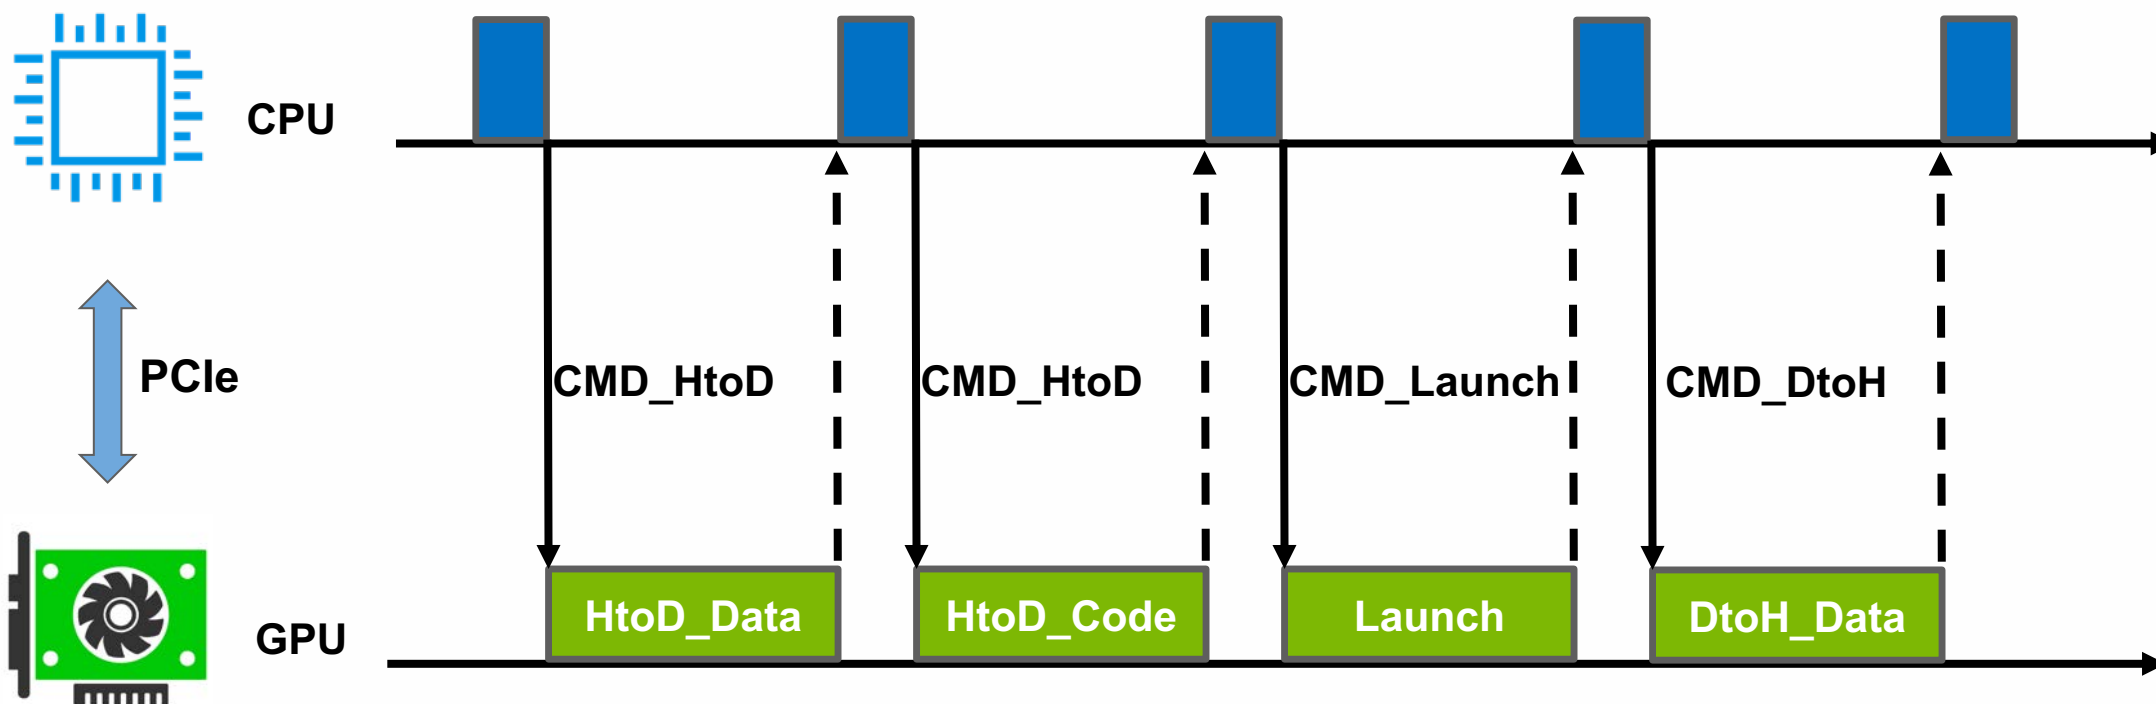 CPU
PCIe
CMD_HtoD
CMD_HtoD
CMD_Launch
CMD_DtoH
GPU
HtoD_Data
HtoD_Code
Launch
DtoH_Data